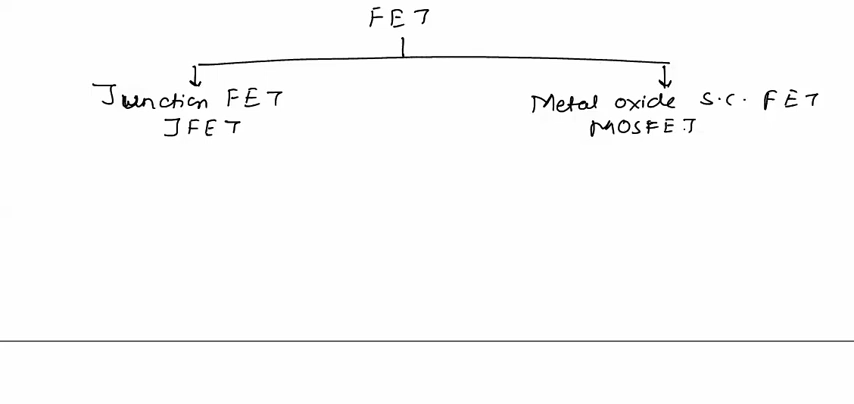 FET
Junction FET
JFET
Metal oxide s.c. FET
MOSFET